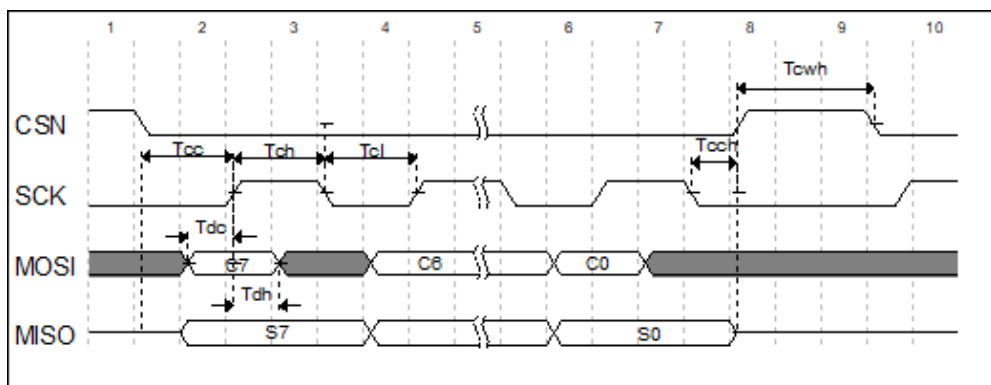 1 2 3 4 5 6 7 8 9 10
Tcwh
CSN
Tcc Tch Tcl Tcch
SCK
Tdc
MOSI C7 C6 C0
Tdh
MISO S7 S0